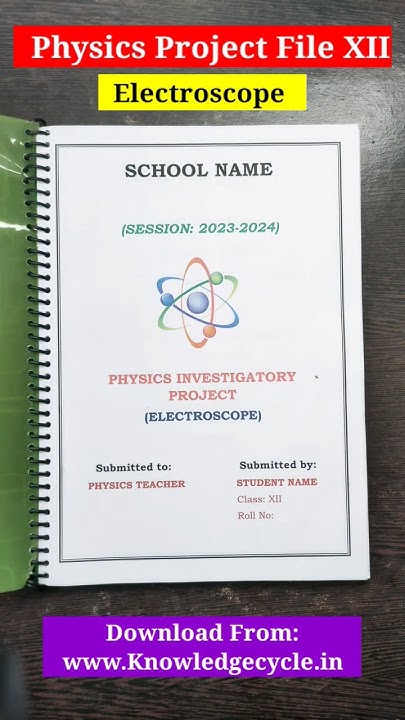 Physics Project File XII
Electroscope
SCHOOL NAME
(SESSION: 2023-2024)
PHYSICS INVESTIGATORY
PROJECT
(ELECTROSCOPE)
Submitted to:
PHYSICS TEACHER
Submitted by:
STUDENT NAME
Class: XII
Roll No:
Download From:
www.Knowledgecycle.in